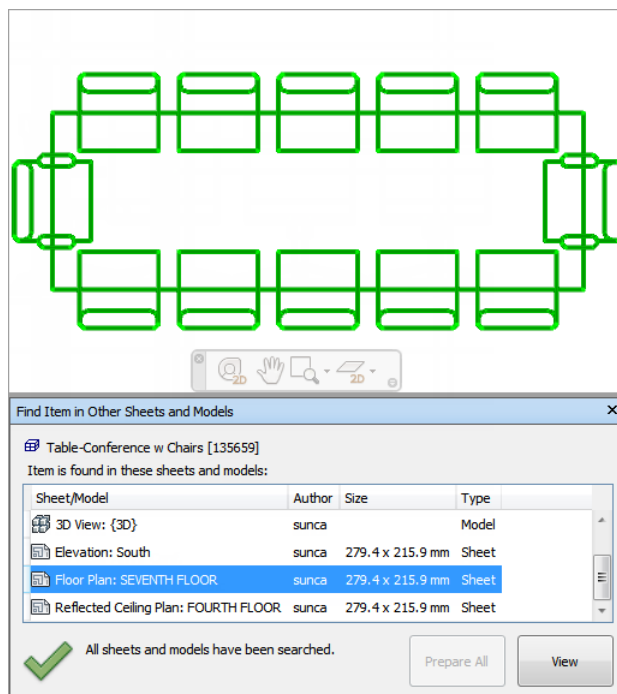 2D
2D
Find Item in Other Sheets and Models
Table-Conference w Chairs [135659]
Item is found in these sheets and models:
Sheet/Model Author Size Type
3D View: {3D} sunca Model
Elevation: South sunca 279.4 x 215.9 mm Sheet
Floor Plan: SEVENTH FLOOR sunca 279.4 x 215.9 mm Sheet
Reflected Ceiling Plan: FOURTH FLOOR sunca 279.4 x 215.9 mm Sheet
All sheets and models have been searched.
Prepare All View